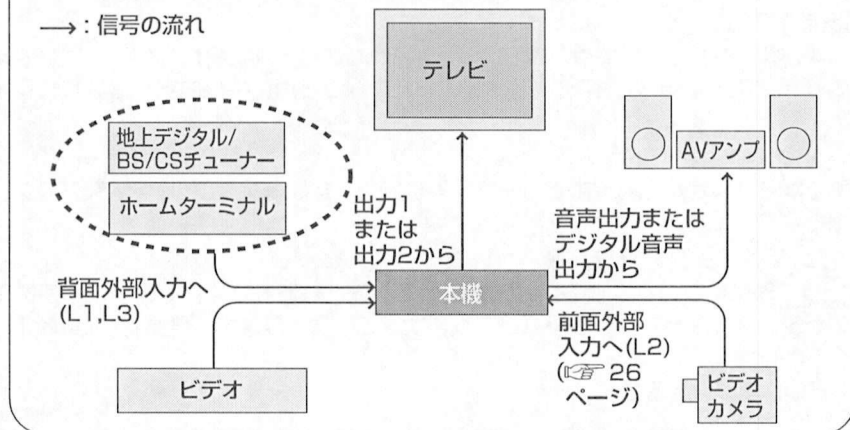 →：信号の流れ
テレビ
地上デジタル/
BS/CSチューナー
ホームターミナル
AVアンプ
出力1
または
出力2から
音声出力または
デジタル音声
出力から
背面外部入力へ
(L1,L3)
本機
前面外部
入力へ(L2)
(☞ 26
ページ)
ビデオ
ビデオ
カメラ